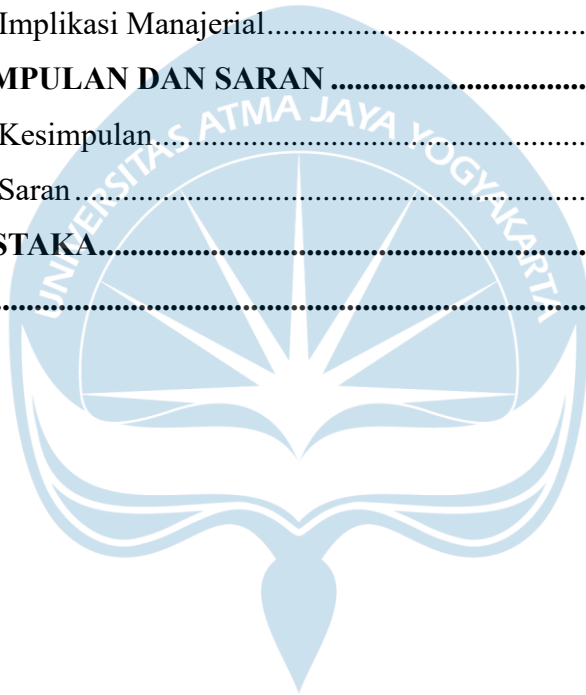 Implikasi Manajerial....................................
MPULAN DAN SARAN ....................................
Kesimpulan....................................
Saran....................................
STAKA....................................
....................................
UNIVERSITAS ATMA JAYA YOGYAKARTA